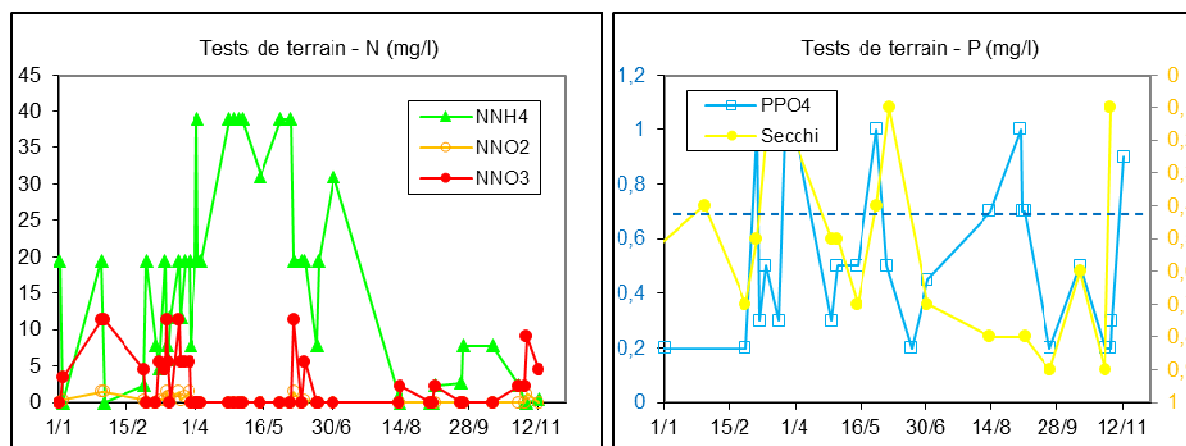 Tests de terrain - N (mg/l)
45
40
35
30
25
20
15
10
5
0
1/1 15/2 1/4 16/5 30/6 14/8 28/9 12/11
NNH4
NNO2
NNO3
Tests de terrain - P (mg/l)
1,2
1
0,8
0,6
0,4
0,2
0
1/1 15/2 1/4 16/5 30/6 14/8 28/9 12/11
PPO4
Secchi
0
1